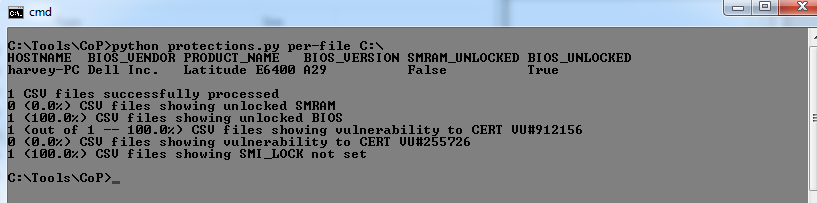 cmd
C:\Tools\CoP>python protections.py per-file C:\
HOSTNAME BIOS_VENDOR PRODUCT_NAME BIOS_VERSION SMRAM_UNLOCKED BIOS_UNLOCKED
harvey-PC Dell Inc. Latitude E6400 A29 False True
1 CSV files successfully processed
0 (0.0%) CSV files showing unlocked SMRAM
1 (100.0%) CSV files showing unlocked BIOS
1 (out of 1 -- 100.0%) CSV files showing vulnerability to CERT VU#912156
0 (0.0%) CSV files showing vulnerability to CERT VU#255726
1 (100.0%) CSV files showing SMI_LOCK not set
C:\Tools\CoP>_